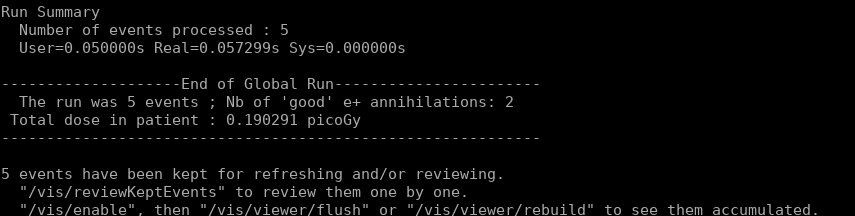 Run Summary
  Number of events processed : 5
  User=0.050000s Real=0.057299s Sys=0.000000s
--------------------End of Global Run-----------------------
  The run was 5 events ; Nb of 'good' e+ annihilations: 2
 Total dose in patient : 0.190291 picoGy
------------------------------------------------------------
5 events have been kept for refreshing and/or reviewing.
  "/vis/reviewKeptEvents" to review them one by one.
  "/vis/enable", then "/vis/viewer/flush" or "/vis/viewer/rebuild" to see them accumulated.